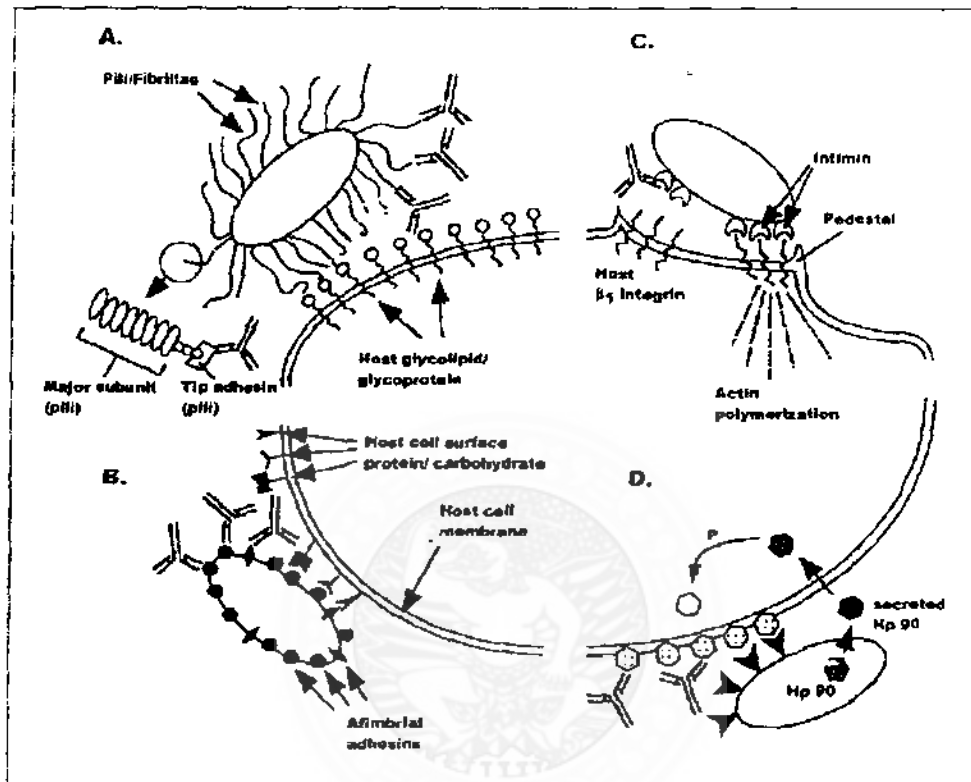 A.
Pili/Fibrillae
Major subunit
(pili)
Tip adhesin
(pili)
Host glycolipid/
glycoprotein
B.
Host cell surface
protein/ carbohydrate
Host cell
membrane
Afimbrial
adhesins
C.
Intimin
Pedestal
Host
β1 integrin
Actin
polymerization
D.
P
secreted
Hp 90
Hp 90